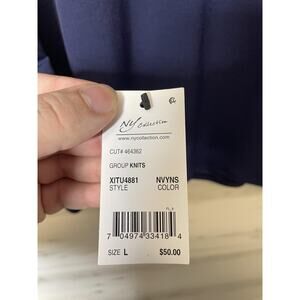 NY Collection
www.nycollection.com
CUT# 464362
GROUP KNITS
XITU4881 NVYNS
STYLE COLOR
7 04974 33418 4
SIZE L $50.00